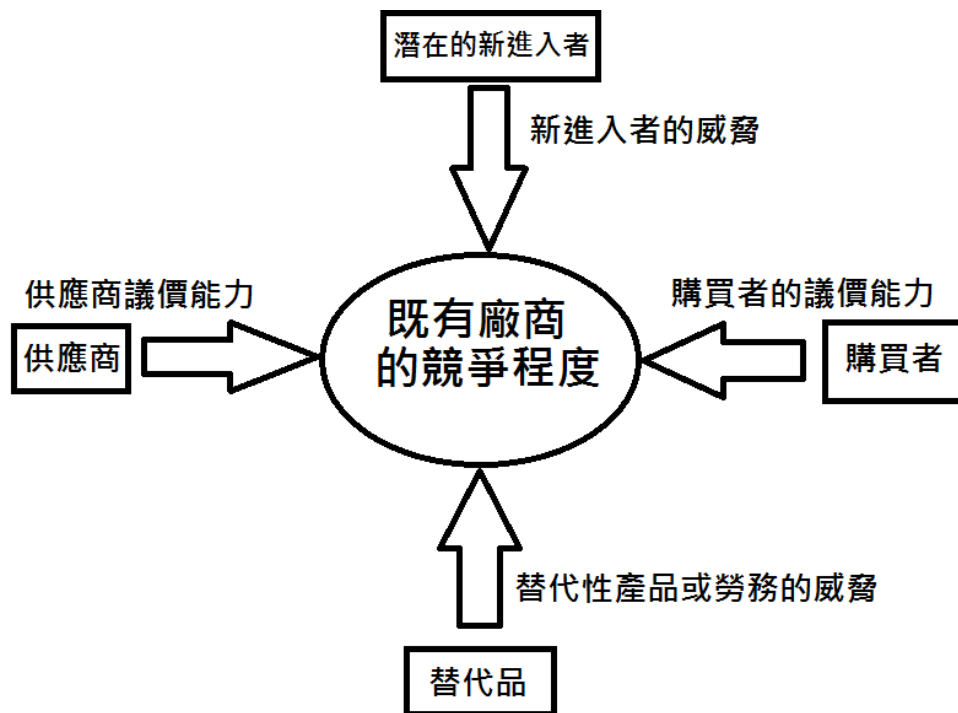 潛在的新進入者
新進入者的威脅
供應商議價能力
供應商
既有廠商
的競爭程度
購買者的議價能力
購買者
替代性產品或勞務的威脅
替代品